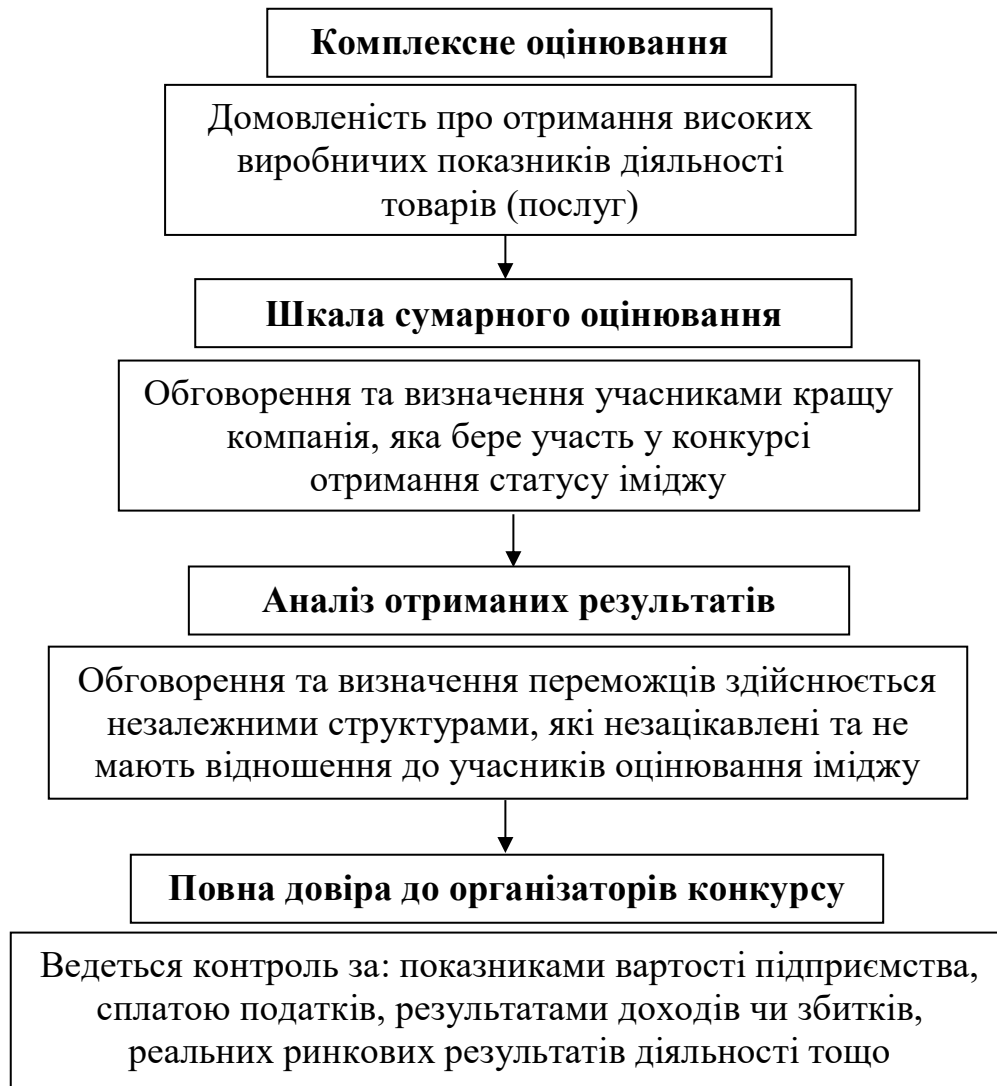 Комплексне оцінювання
Домовленість про отримання високих
виробничих показників діяльності
товарів (послуг)
Шкала сумарного оцінювання
Обговорення та визначення учасниками кращу
компанія, яка бере участь у конкурсі
отримання статусу іміджу
Аналіз отриманих результатів
Обговорення та визначення переможців здійснюється
незалежними структурами, які незацікавлені та не
мають відношення до учасників оцінювання іміджу
Повна довіра до організаторів конкурсу
Ведеться контроль за: показниками вартості підприємства,
сплатою податків, результатами доходів чи збитків,
реальних ринкових результатів діяльності тощо